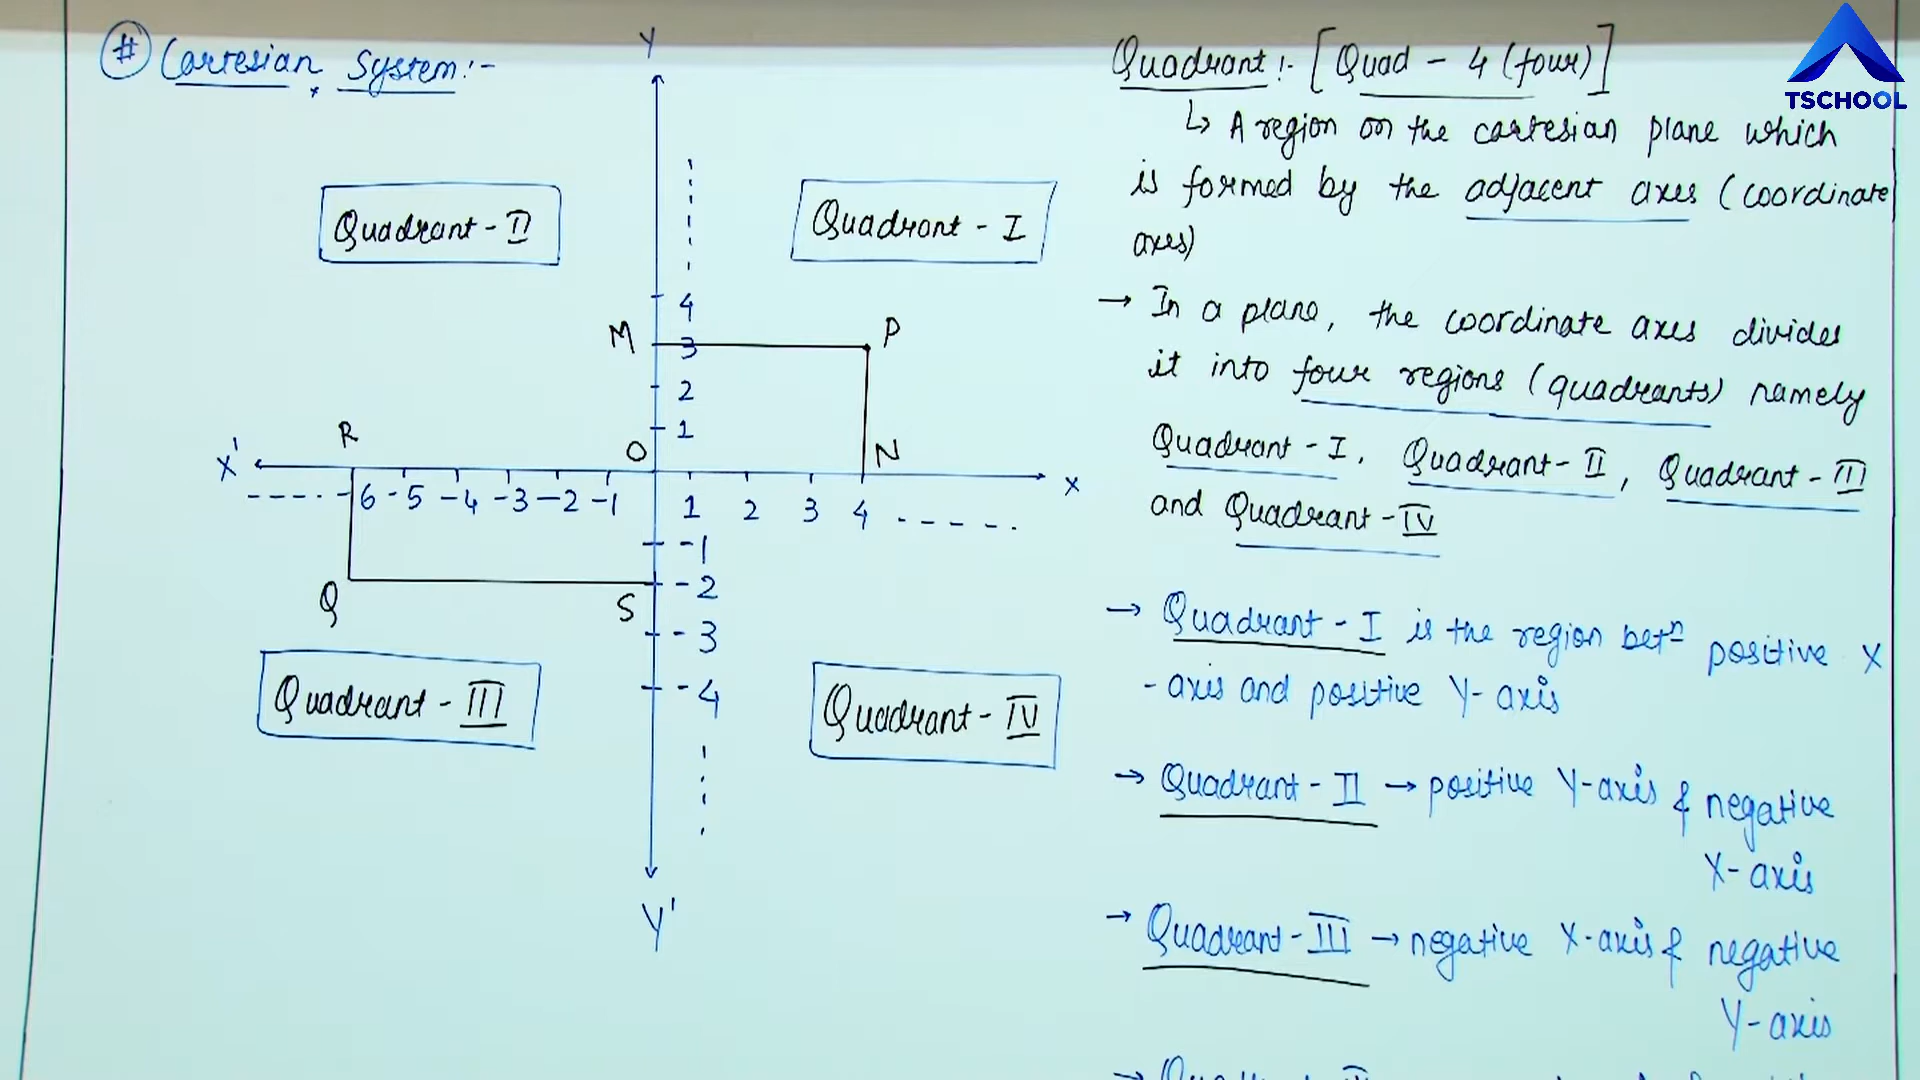 # Cartesian System:-
Y
Quadrant - II
Quadrant - I
4
M
P
3
2
1
R
O
N
X'
X
-6 -5 -4 -3 -2 -1
1 2 3 4
-1
-2
Q
S
-3
-4
Quadrant - III
Quadrant - IV
Y'
Quadrant :- [Quad - 4 (four)]
↳ A region on the cartesian plane which
is formed by the adjacent axes (coordinate
axes)
→ In a plane, the coordinate axes divides
it into four regions (quadrants) namely
Quadrant - I, Quadrant - II, Quadrant - III
and Quadrant - IV
→ Quadrant - I is the region betⁿ positive X
- axis and positive Y- axis
→ Quadrant - II → positive Y-axis & negative
X-axis
→ Quadrant - III → negative X-axis & negative
Y-axis
TSCHOOL